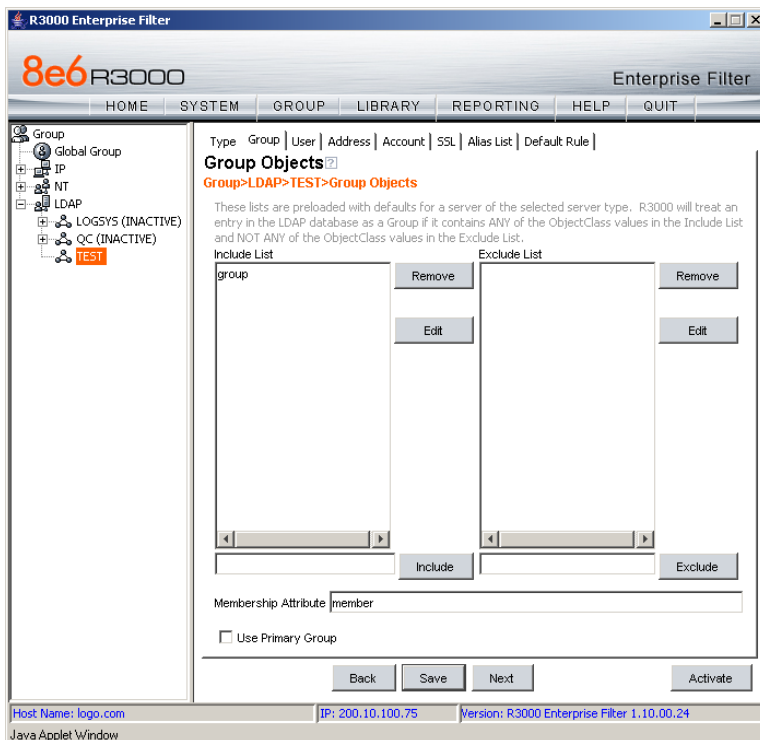 R3000 Enterprise Filter
8e6 R3000
Enterprise Filter
HOME SYSTEM GROUP LIBRARY REPORTING HELP QUIT
Group
Global Group
IP
NT
LDAP
LOGSYS (INACTIVE)
QC (INACTIVE)
TEST
Type Group User Address Account SSL Alias List Default Rule
Group Objects?
Group>LDAP>TEST>Group Objects
These lists are preloaded with defaults for a server of the selected server type. R3000 will treat an
entry in the LDAP database as a Group if it contains ANY of the ObjectClass values in the Include List
and NOT ANY of the ObjectClass values in the Exclude List.
Include List Exclude List
group
Remove Remove
Edit Edit
Include Exclude
Membership Attribute member
Use Primary Group
Back Save Next Activate
Host Name: logo.com IP: 200.10.100.75 Version: R3000 Enterprise Filter 1.10.00.24
Java Applet Window